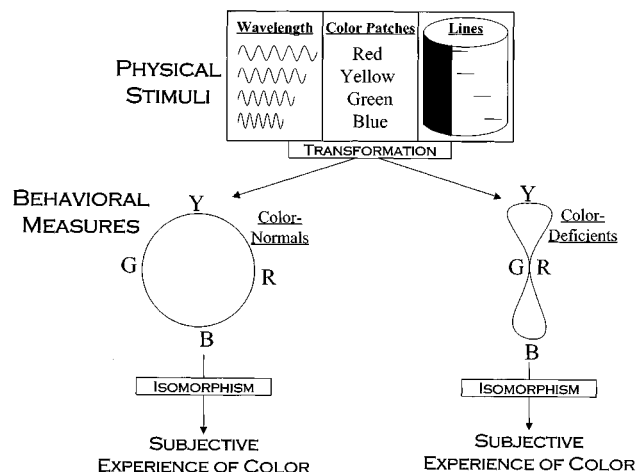 Wavelength
Color Patches
Lines
PHYSICAL
STIMULI
Red
Yellow
Green
Blue
TRANSFORMATION
BEHAVIORAL
MEASURES
Y
Color-
Normals
G
R
B
Y
Color-
Deficients
G R
B
ISOMORPHISM
ISOMORPHISM
SUBJECTIVE
EXPERIENCE OF COLOR
SUBJECTIVE
EXPERIENCE OF COLOR